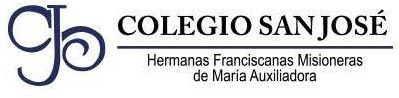 COLEGIO SAN JOSÉ
Hermanas Franciscanas Misioneras
de María Auxiliadora